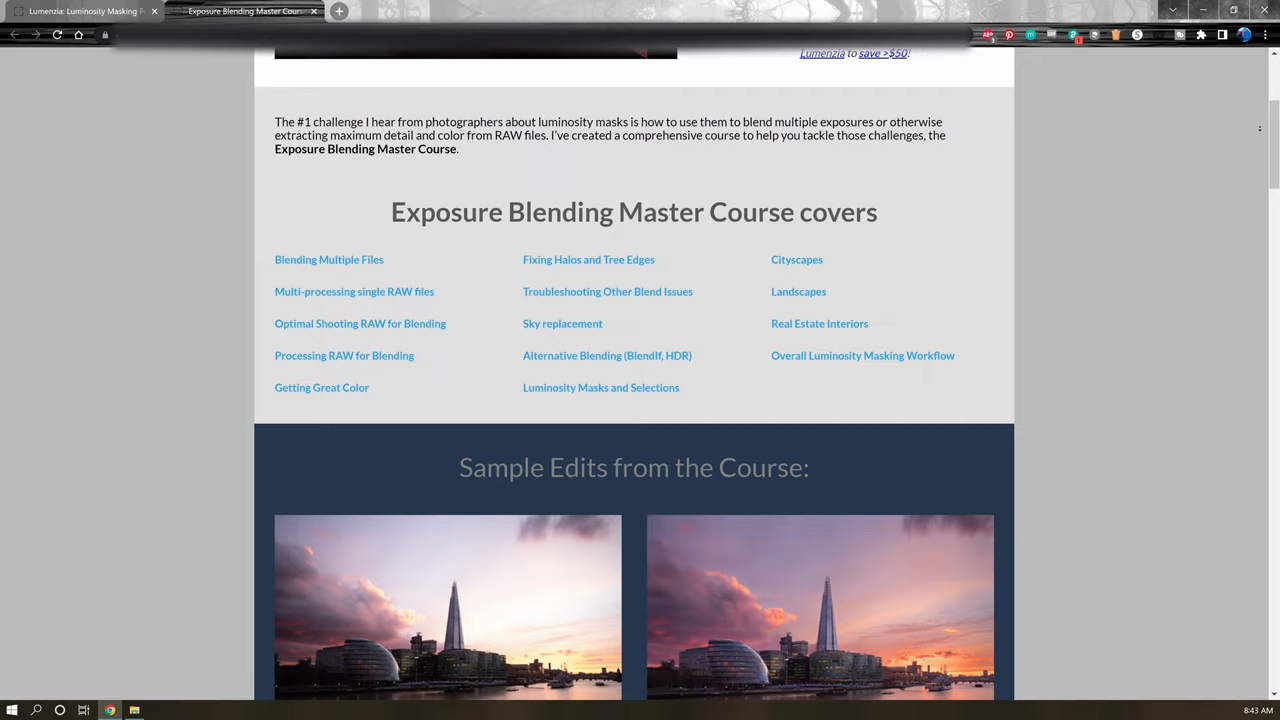 Lumenzia: Luminosity Masking P
Exposure Blending Master Cour
Lumenzia to save >$50!
The #1 challenge I hear from photographers about luminosity masks is how to use them to blend multiple exposures or otherwise
extracting maximum detail and color from RAW files. I've created a comprehensive course to help you tackle those challenges, the
Exposure Blending Master Course.
Exposure Blending Master Course covers
Blending Multiple Files
Fixing Halos and Tree Edges
Cityscapes
Multi-processing single RAW files
Troubleshooting Other Blend Issues
Landscapes
Optimal Shooting RAW for Blending
Sky replacement
Real Estate Interiors
Processing RAW for Blending
Alternative Blending (BlendIf, HDR)
Overall Luminosity Masking Workflow
Getting Great Color
Luminosity Masks and Selections
Sample Edits from the Course:
8:43 AM